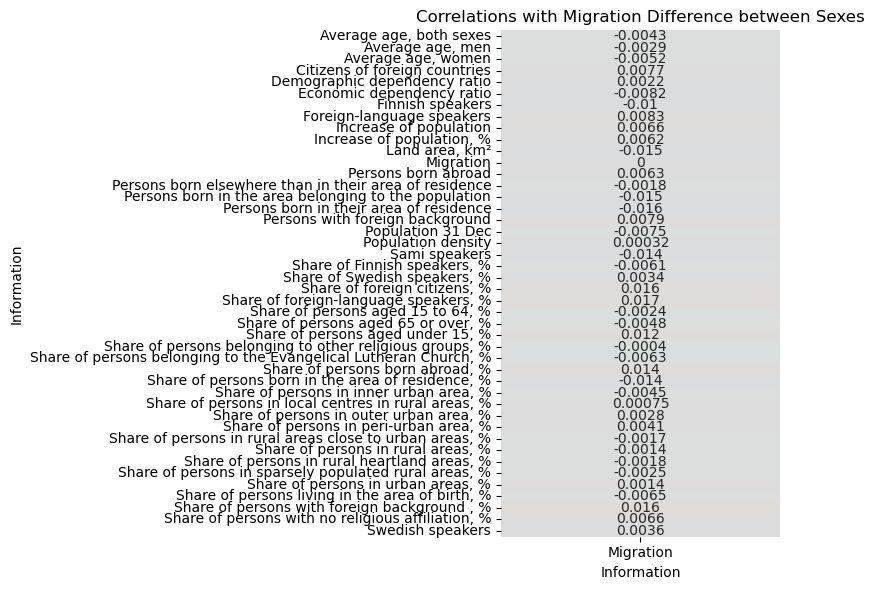 Correlations with Migration Difference between Sexes
Information
Average age, both sexes -0.0043
Average age, men -0.0029
Average age, women -0.0052
Citizens of foreign countries 0.0077
Demographic dependency ratio 0.0022
Economic dependency ratio -0.0082
Finnish speakers -0.01
Foreign-language speakers 0.0083
Increase of population 0.0066
Increase of population, % 0.0062
Land area, km² -0.015
Migration 0
Persons born abroad 0.0063
Persons born elsewhere than in their area of residence -0.0018
Persons born in the area belonging to the population -0.015
Persons born in their area of residence -0.016
Persons with foreign background 0.0079
Population 31 Dec -0.0075
Population density 0.00032
Sami speakers -0.014
Share of Finnish speakers, % -0.0061
Share of Swedish speakers, % 0.0034
Share of foreign citizens, % 0.016
Share of foreign-language speakers, % 0.017
Share of persons aged 15 to 64, % -0.0024
Share of persons aged 65 or over, % -0.0048
Share of persons aged under 15, % 0.012
Share of persons belonging to other religious groups, % -0.0004
Share of persons belonging to the Evangelical Lutheran Church, % -0.0063
Share of persons born abroad, % 0.014
Share of persons born in the area of residence, % -0.014
Share of persons in inner urban area, % -0.0045
Share of persons in local centres in rural areas, % 0.00075
Share of persons in outer urban area, % 0.0028
Share of persons in peri-urban area, % 0.0041
Share of persons in rural areas close to urban areas, % -0.0017
Share of persons in rural areas, % -0.0014
Share of persons in rural heartland areas, % -0.0018
Share of persons in sparsely populated rural areas, % -0.0025
Share of persons in urban areas, % 0.0014
Share of persons living in the area of birth, % -0.0065
Share of persons with foreign background , % 0.016
Share of persons with no religious affiliation, % 0.0066
Swedish speakers 0.0036
Migration
Information